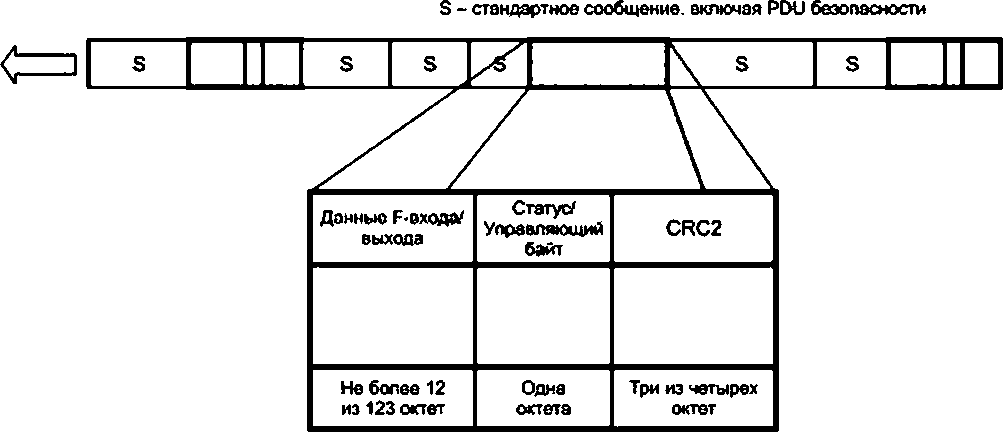 S – стандартное сообщение, включая PDU безопасности
S S S S S S
Данные F-входа/
выхода
Статус/
Управляющий
байт
CRC2
Не более 12
из 123 октет
Одна
октета
Три из четырех
октет